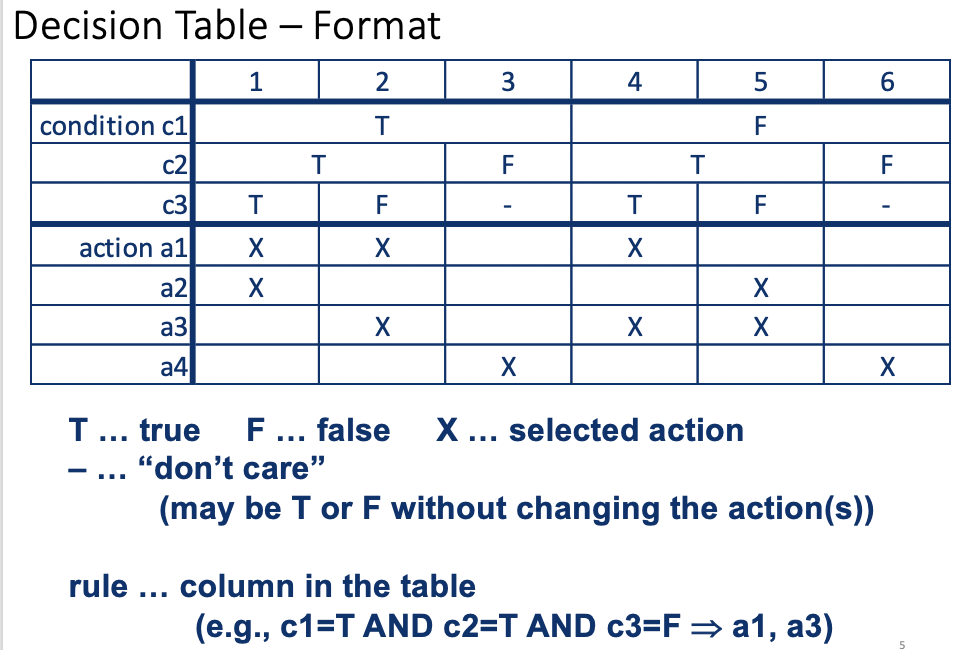 Decision Table – Format
1 2 3 4 5 6
condition c1 T F
c2 T F T F
c3 T F - T F -
action a1 X X X
a2 X X
a3 X X X
a4 X X
T … true F … false X … selected action
– … “don’t care”
(may be T or F without changing the action(s))
rule … column in the table
(e.g., c1=T AND c2=T AND c3=F ⇒ a1, a3)
5